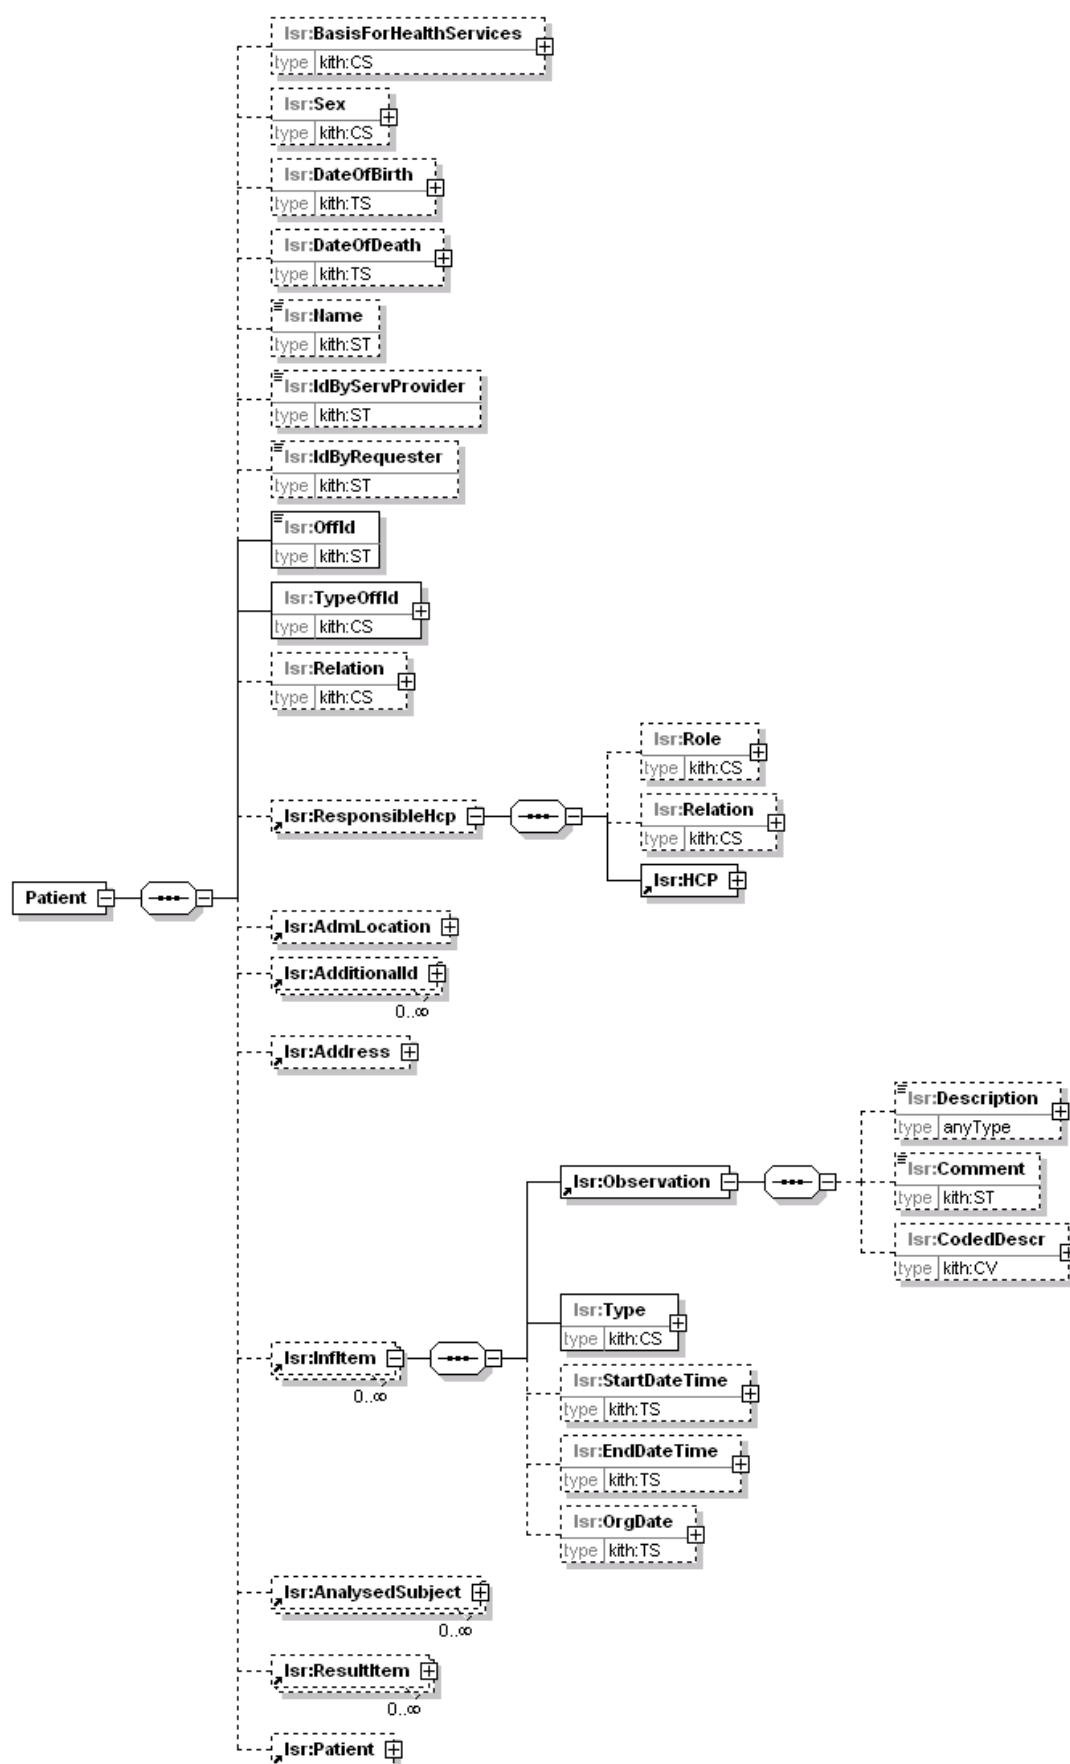 lsr:BasisForHealthServices
type kith:CS
lsr:Sex
type kith:CS
lsr:DateOfBirth
type kith:TS
lsr:DateOfDeath
type kith:TS
lsr:Name
type kith:ST
lsr:IdByServProvider
type kith:ST
lsr:IdByRequester
type kith:ST
lsr:OffId
type kith:ST
lsr:TypeOffId
type kith:CS
lsr:Relation
type kith:CS
lsr:Role
type kith:CS
lsr:ResponsibleHcp
lsr:Relation
type kith:CS
lsr:HCP
Patient
lsr:AdmLocation
lsr:AdditionalId
0..∞
lsr:Address
lsr:Description
type anyType
lsr:Observation
lsr:Comment
type kith:ST
lsr:CodedDescr
type kith:CV
lsr:Type
type kith:CS
lsr:InfItem
0..∞
lsr:StartDateTime
type kith:TS
lsr:EndDateTime
type kith:TS
lsr:OrgDate
type kith:TS
lsr:AnalysedSubject
0..∞
lsr:ResultItem
0..∞
lsr:Patient